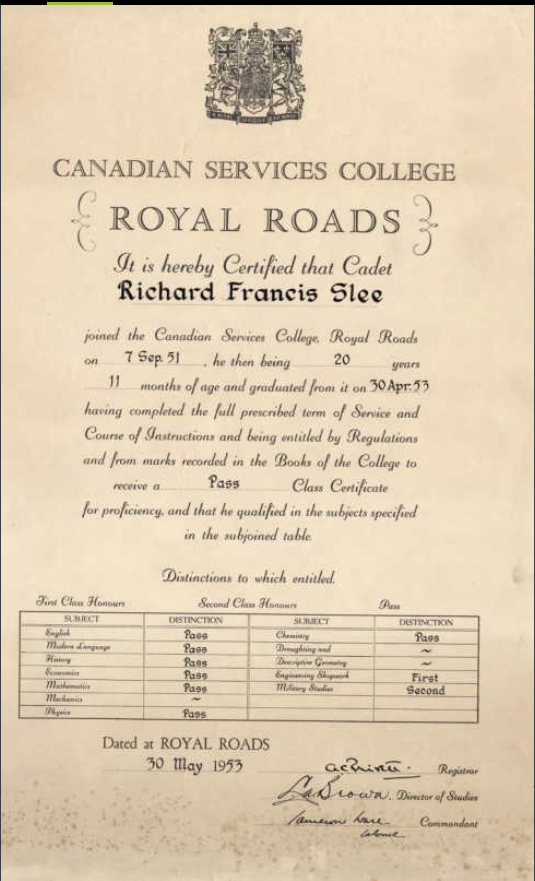 CANADIAN SERVICES COLLEGE
ROYAL ROADS
It is hereby Certified that Cadet
Richard Francis Slee
joined the Canadian Services College, Royal Roads
on 7 Sep. 51 , he then being 20 years
11 months of age and graduated from it on 30 Apr. 53
having completed the full prescribed term of Service and
Course of Instructions and being entitled by Regulations
and from marks recorded in the Books of the College to
receive a Pass Class Certificate
for proficiency, and that he qualified in the subjects specified
in the subjoined table.
Distinctions to which entitled.
First Class Honours Second Class Honours Pass
SUBJECT DISTINCTION SUBJECT DISTINCTION
English Pass Chemistry Pass
Modern Language Pass Draughting and ~
History Pass Descriptive Geometry ~
Economics Pass Engineering Shopwork First
Mathematics Pass Military Studies Second
Mechanics ~
Physics Pass
Dated at ROYAL ROADS
30 May 1953
Registrar
Brown. Director of Studies
Cameron Ware Commandant
Colonel